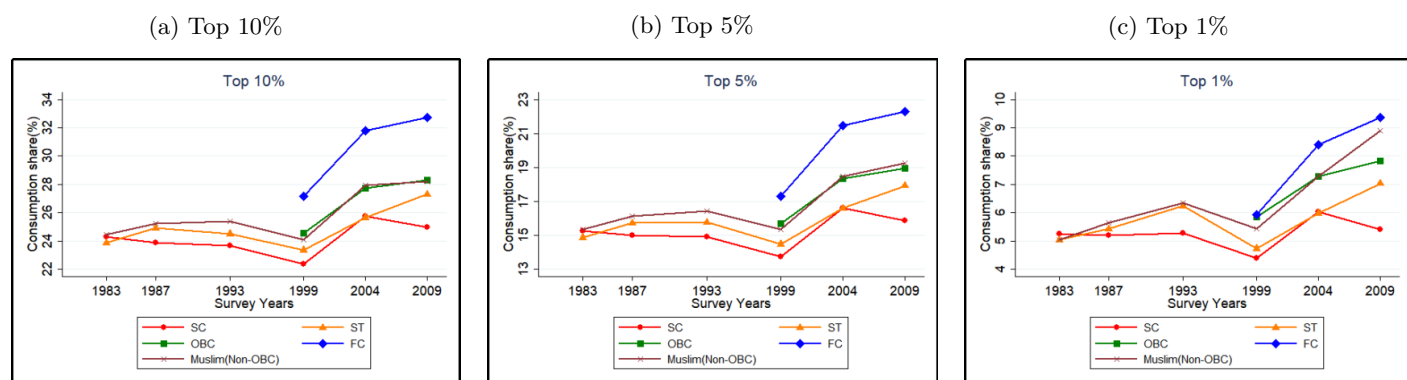 (a) Top 10%
(b) Top 5%
(c) Top 1%
Top 10%
Consumption share(%)
34
32
30
28
26
24
22
1983 1987 1993 1999 2004 2009
Survey Years
SC ST
OBC FC
Muslim(Non-OBC)
Top 5%
Consumption share(%)
23
21
19
17
15
13
1983 1987 1993 1999 2004 2009
Survey Years
SC ST
OBC FC
Muslim(Non-OBC)
Top 1%
Consumption share(%)
10
9
8
7
6
5
4
1983 1987 1993 1999 2004 2009
Survey Years
SC ST
OBC FC
Muslim(Non-OBC)